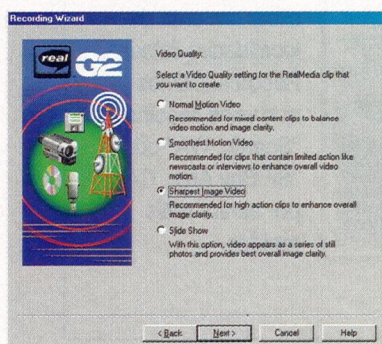 Recording Wizard
real G2
Video Quality:
Select a Video Quality setting for the RealMedia clip that
you want to create.
Normal Motion Video
Recommended for mixed content clips to balance
video motion and image clarity.
Smoothest Motion Video
Recommended for clips that contain limited action like
newscasts or interviews to enhance overall video
motion.
Sharpest Image Video
Recommended for high action clips to enhance overall
image clarity.
Slide Show
With this option, video appears as a series of still
photos and provides best overall image clarity.
< Back
Next >
Cancel
Help